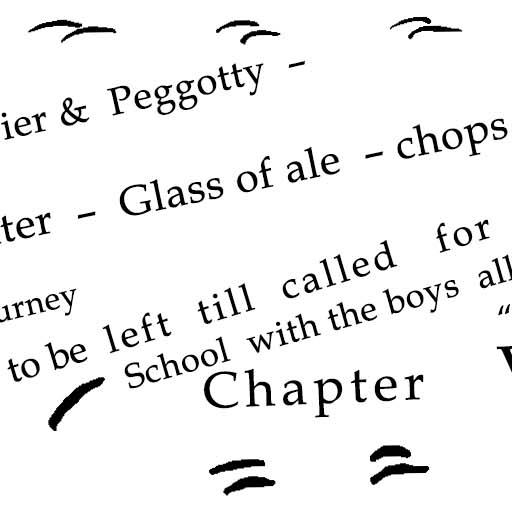 ier & Peggotty –
ter – Glass of ale – chops
urney
to be left till called for
School with the boys all
“
Chapter